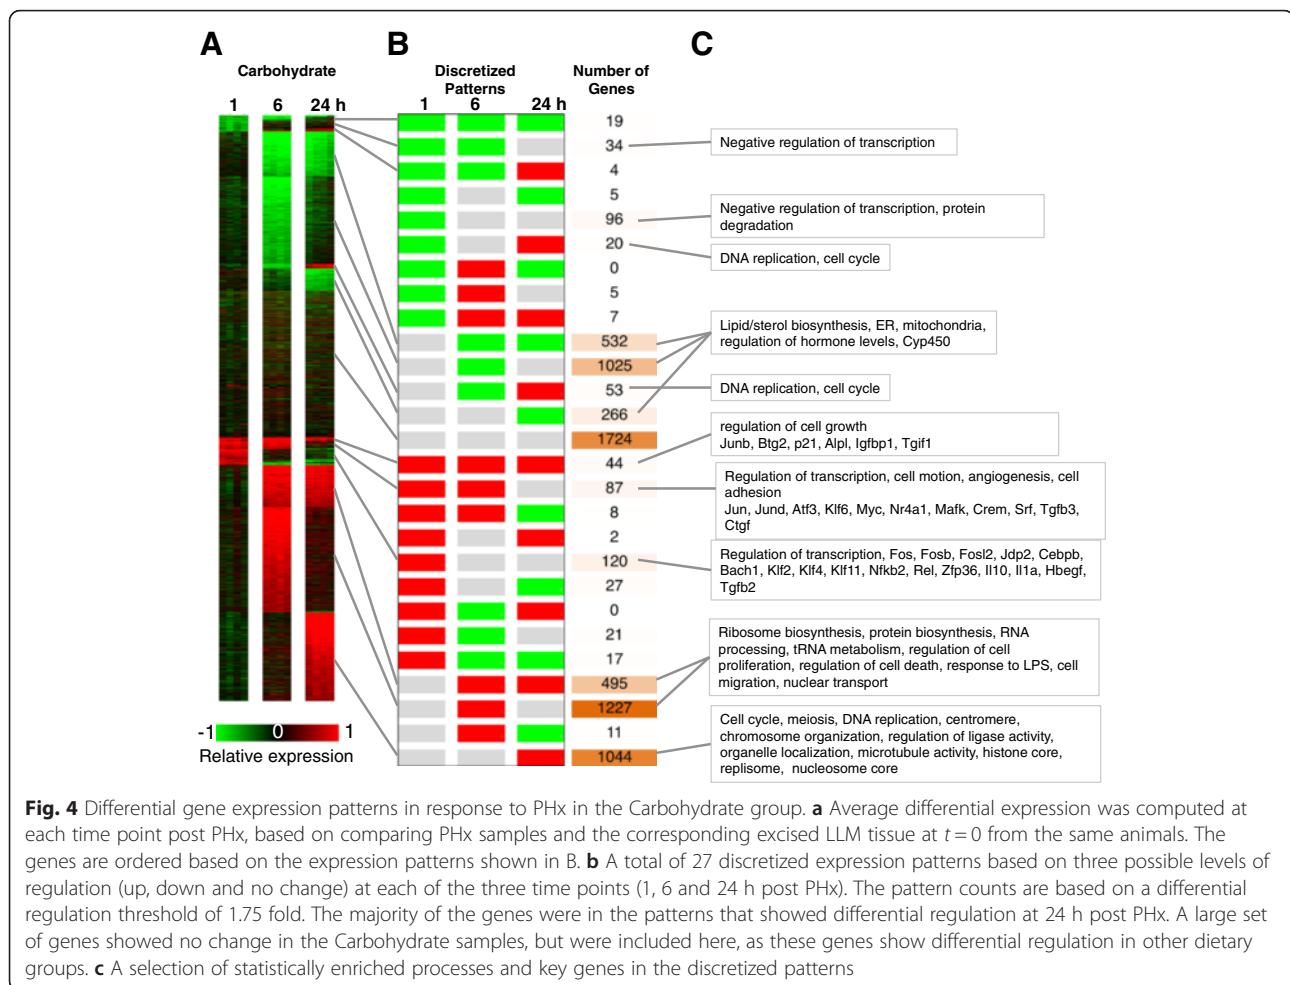 A
B
C
Carbohydrate
Discretized Patterns
Number of Genes
1 6 24 h
1 6 24 h
19
34
Negative regulation of transcription
4
5
96
Negative regulation of transcription, protein
degradation
20
DNA replication, cell cycle
0
5
7
532
Lipid/sterol biosynthesis, ER, mitochondria,
regulation of hormone levels, Cyp450
1025
53
DNA replication, cell cycle
266
1724
regulation of cell growth
Junb, Btg2, p21, Alpl, Igfbp1, Tgif1
44
87
Regulation of transcription, cell motion, angiogenesis, cell
adhesion
Jun, Jund, Atf3, Klf6, Myc, Nr4a1, Mafk, Crem, Srf, Tgfb3,
Ctgf
8
2
120
Regulation of transcription, Fos, Fosb, Fosl2, Jdp2, Cebpb,
Bach1, Klf2, Klf4, Klf11, Nfkb2, Rel, Zfp36, Il10, Il1a, Hbegf,
Tgfb2
27
0
21
17
495
1227
Ribosome biosynthesis, protein biosynthesis, RNA
processing, tRNA metabolism, regulation of cell
proliferation, regulation of cell death, response to LPS, cell
migration, nuclear transport
11
1044
Cell cycle, meiosis, DNA replication, centromere,
chromosome organization, regulation of ligase activity,
organelle localization, microtubule activity, histone core,
replisome, nucleosome core
-1 0 1
Relative expression
Fig. 4 Differential gene expression patterns in response to PHx in the Carbohydrate group. a Average differential expression was computed at
each time point post PHx, based on comparing PHx samples and the corresponding excised LLM tissue at t = 0 from the same animals. The
genes are ordered based on the expression patterns shown in B. b A total of 27 discretized expression patterns based on three possible levels of
regulation (up, down and no change) at each of the three time points (1, 6 and 24 h post PHx). The pattern counts are based on a differential
regulation threshold of 1.75 fold. The majority of the genes were in the patterns that showed differential regulation at 24 h post PHx. A large set
of genes showed no change in the Carbohydrate samples, but were included here, as these genes show differential regulation in other dietary
groups. c A selection of statistically enriched processes and key genes in the discretized patterns